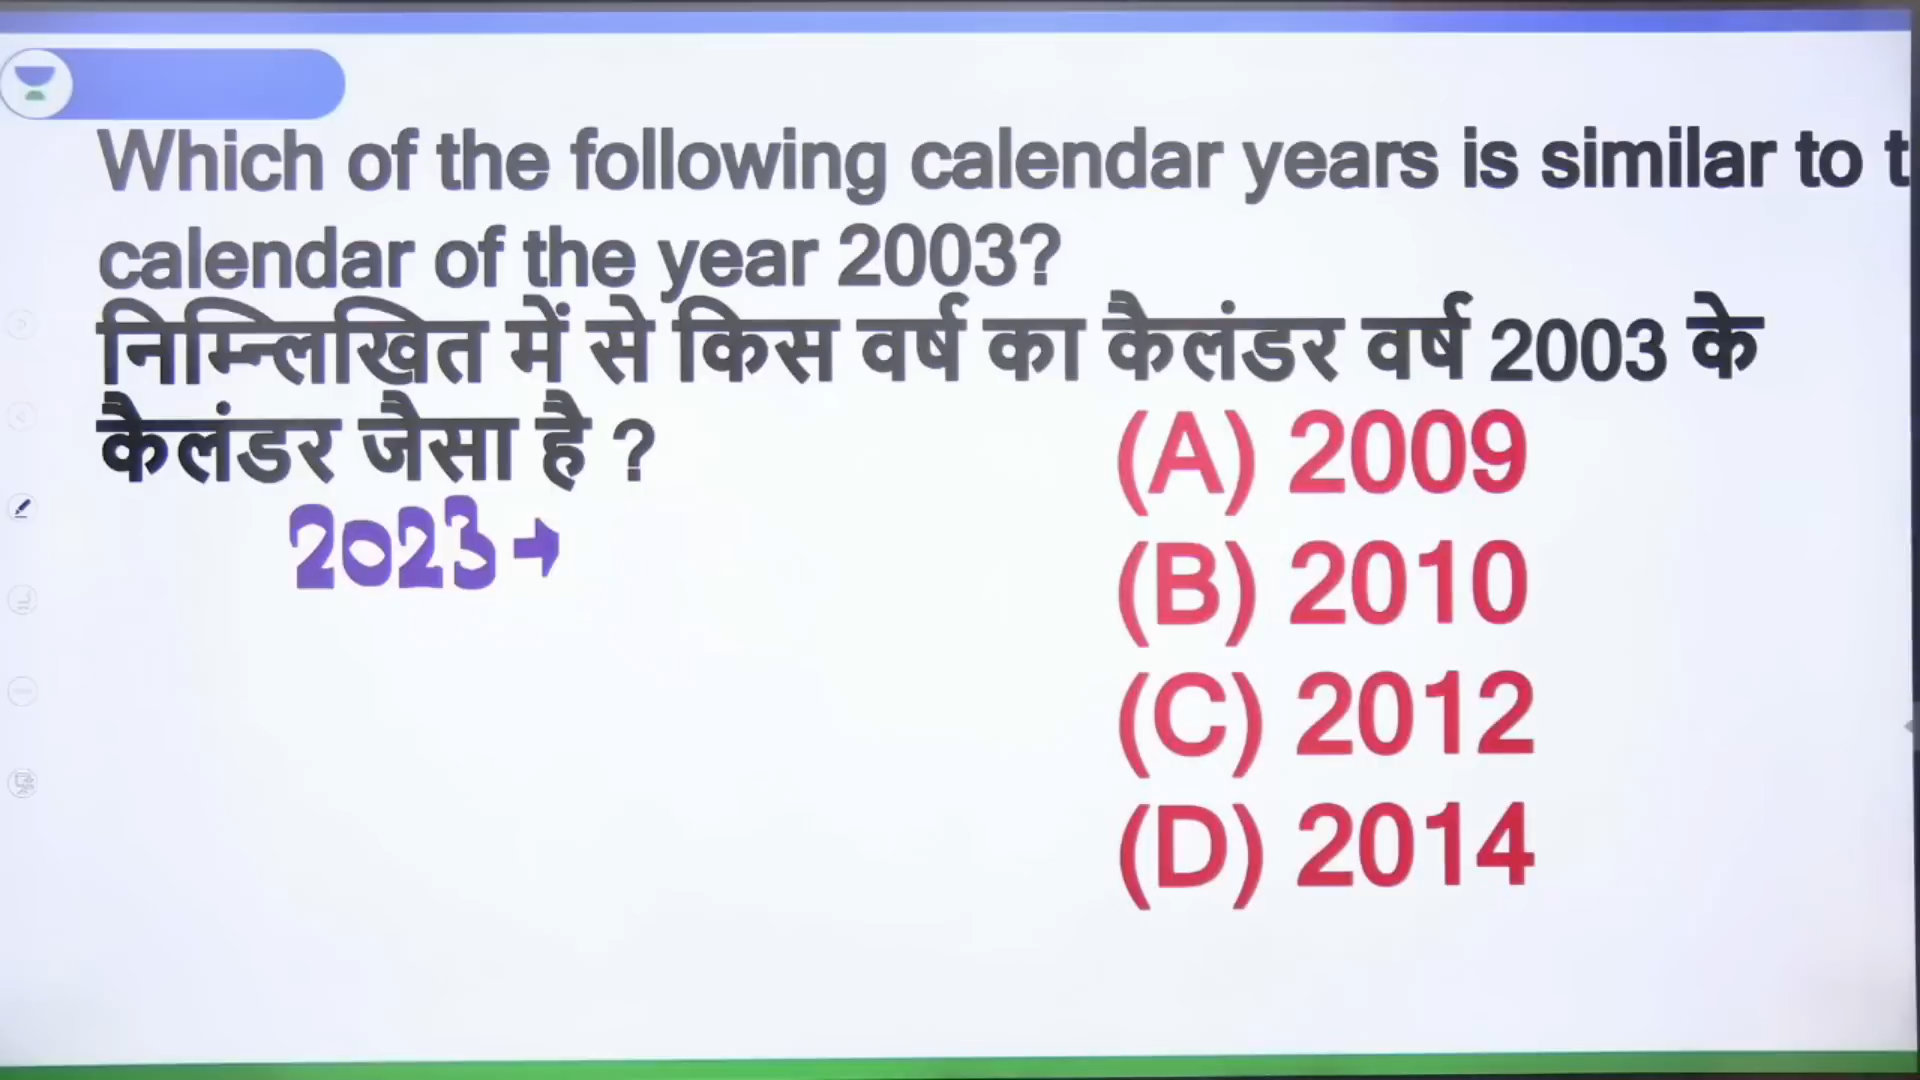 Which of the following calendar years is similar to t
calendar of the year 2003?
निम्न्लिखित में से किस वर्ष का कैलंडर वर्ष 2003 के
कैलंडर जैसा है ?
(A) 2009
2023→
(B) 2010
(C) 2012
(D) 2014